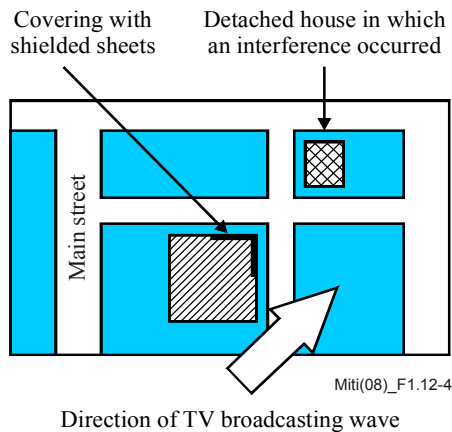 Covering with
shielded sheets
Detached house in which
an interference occurred
Main street
Miti(08)_F1.12-4
Direction of TV broadcasting wave